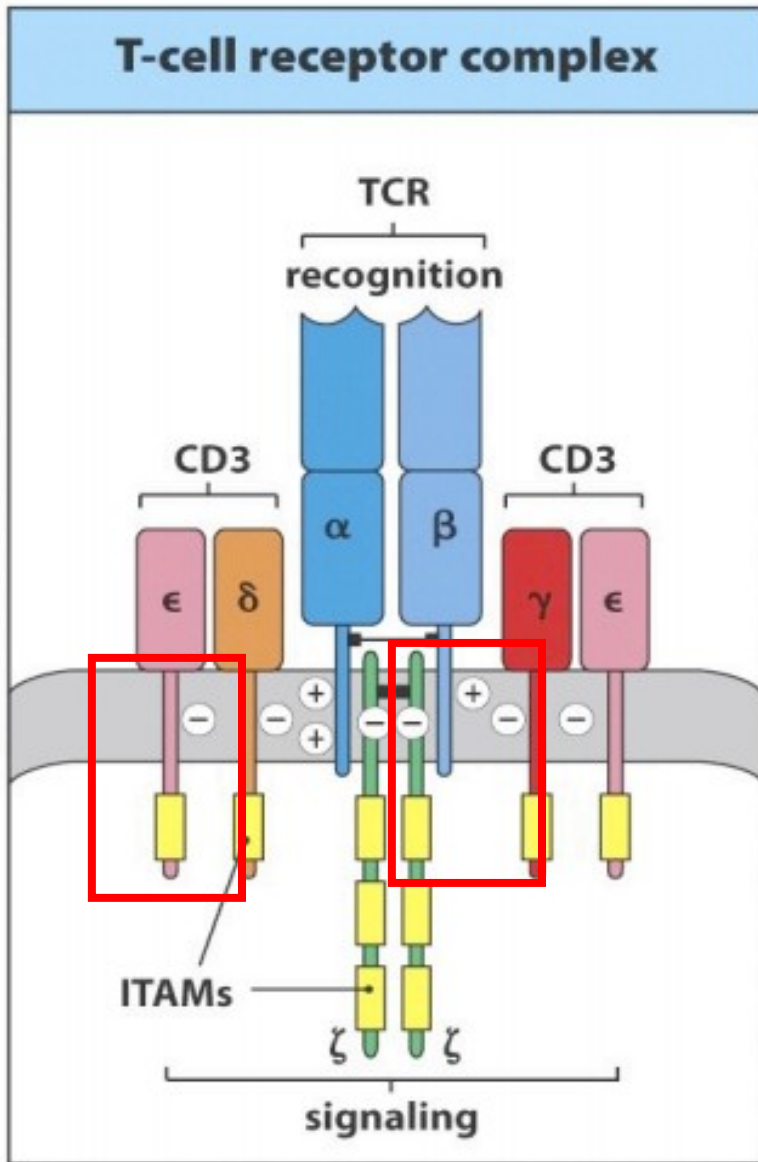 T-cell receptor complex
TCR
recognition
CD3
CD3
α
β
ϵ
δ
γ
ϵ
+
−
−
+
−
−
+
−
−
ITAMs
ζ
ζ
signaling